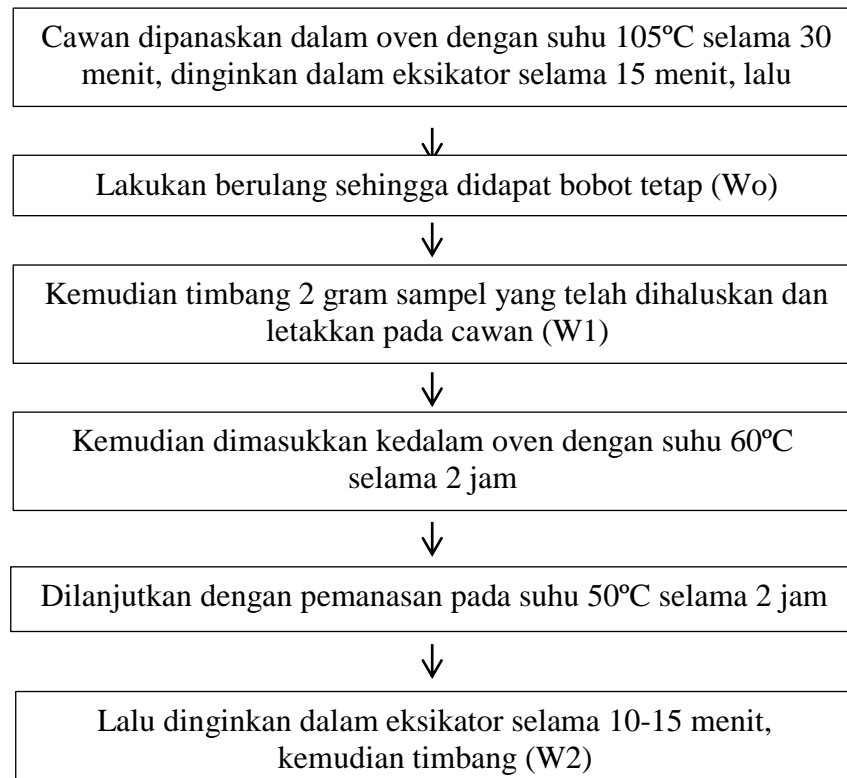 Cawan dipanaskan dalam oven dengan suhu 105ºC selama 30
menit, dinginkan dalam eksikator selama 15 menit, lalu
Lakukan berulang sehingga didapat bobot tetap (Wo)
Kemudian timbang 2 gram sampel yang telah dihaluskan dan
letakkan pada cawan (W1)
Kemudian dimasukkan kedalam oven dengan suhu 60ºC
selama 2 jam
Dilanjutkan dengan pemanasan pada suhu 50ºC selama 2 jam
Lalu dinginkan dalam eksikator selama 10-15 menit,
kemudian timbang (W2)